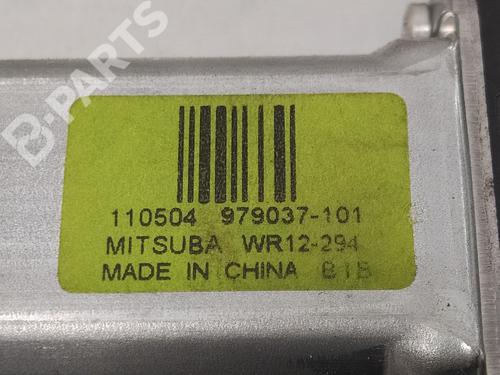 B-PARTS
110504 979037-101
MITSUBA WR12-294
MADE IN CHINA B1B